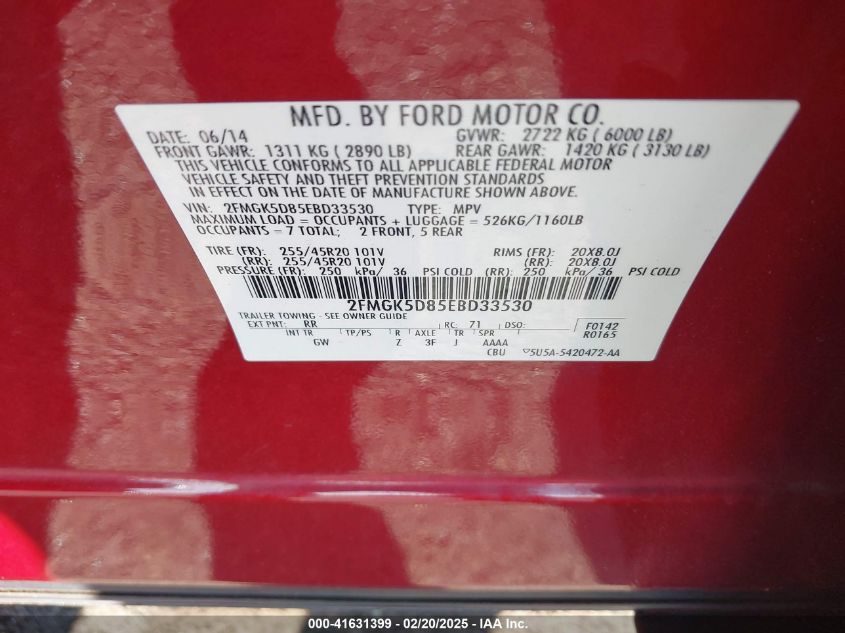 MFD. BY FORD MOTOR CO.
DATE: 06/14 GVWR: 2722 KG ( 6000 LB)
FRONT GAWR: 1311 KG ( 2890 LB) REAR GAWR: 1420 KG ( 3130 LB)
THIS VEHICLE CONFORMS TO ALL APPLICABLE FEDERAL MOTOR
VEHICLE SAFETY AND THEFT PREVENTION STANDARDS
IN EFFECT ON THE DATE OF MANUFACTURE SHOWN ABOVE.
VIN: 2FMGK5D85EBD33530 TYPE: MPV
MAXIMUM LOAD = OCCUPANTS + LUGGAGE = 526KG/1160LB
OCCUPANTS = 7 TOTAL; 2 FRONT, 5 REAR
TIRE (FR): 255/45R20 101V RIMS (FR): 20X8.0J
(RR): 255/45R20 101V (RR): 20X8.0J
PRESSURE (FR): 250 kPa/ 36 PSI COLD (RR): 250 kPa/ 36 PSI COLD
2FMGK5D85EBD33530
TRAILER TOWING - SEE OWNER GUIDE
EXT PNT: RR RC: 71 DSO: F0142
INT TR TP/PS R AXLE TR SPR R0165
GW Z 3F J AAAA
CBU 5U5A-5420472-AA
000-41631399 - 02/20/2025 - IAA Inc.